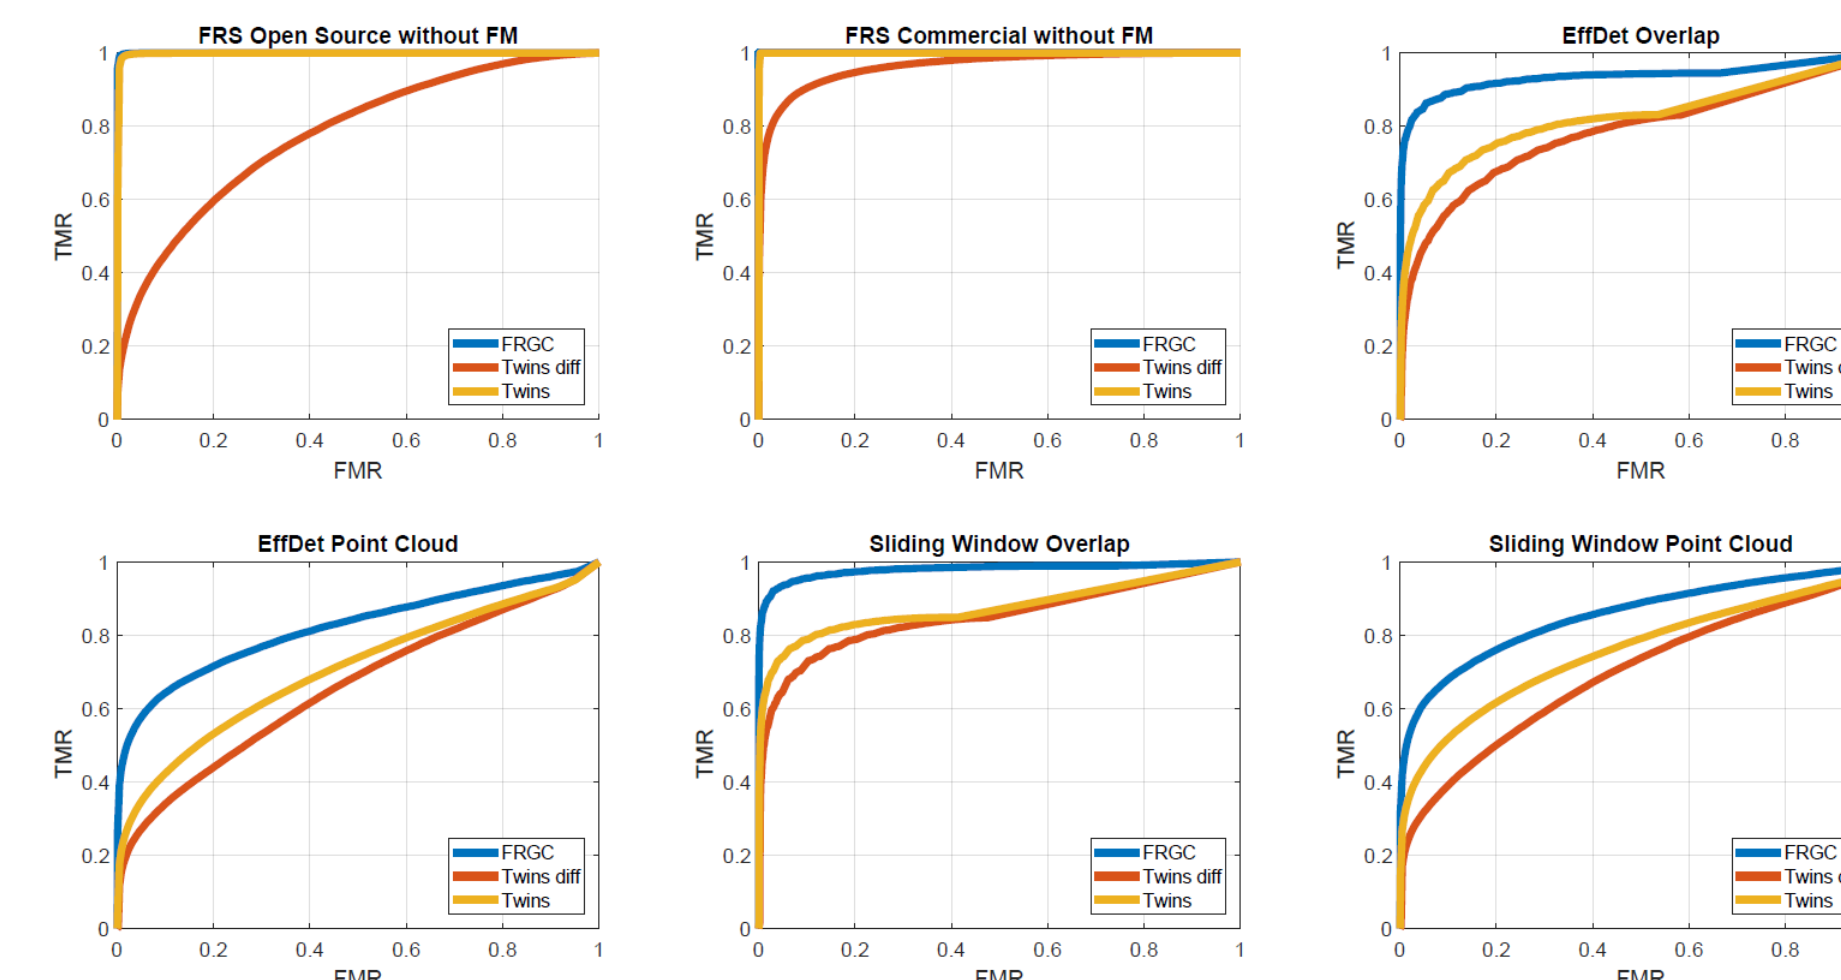 FRS Open Source without FM
1
0.8
0.6
0.4
0.2
0
TMR
0 0.2 0.4 0.6 0.8 1
FMR
FRGC
Twins diff
Twins
FRS Commercial without FM
1
0.8
0.6
0.4
0.2
0
TMR
0 0.2 0.4 0.6 0.8 1
FMR
FRGC
Twins diff
Twins
EffDet Overlap
1
0.8
0.6
0.4
0.2
0
TMR
0 0.2 0.4 0.6 0.8
FMR
FRGC
Twins
Twins
EffDet Point Cloud
1
0.8
0.6
0.4
0.2
0
TMR
0 0.2 0.4 0.6 0.8 1
FMR
FRGC
Twins diff
Twins
Sliding Window Overlap
1
0.8
0.6
0.4
0.2
0
TMR
0 0.2 0.4 0.6 0.8 1
FMR
FRGC
Twins diff
Twins
Sliding Window Point Cloud
1
0.8
0.6
0.4
0.2
0
TMR
0 0.2 0.4 0.6 0.8
FMR
FRGC
Twins
Twins